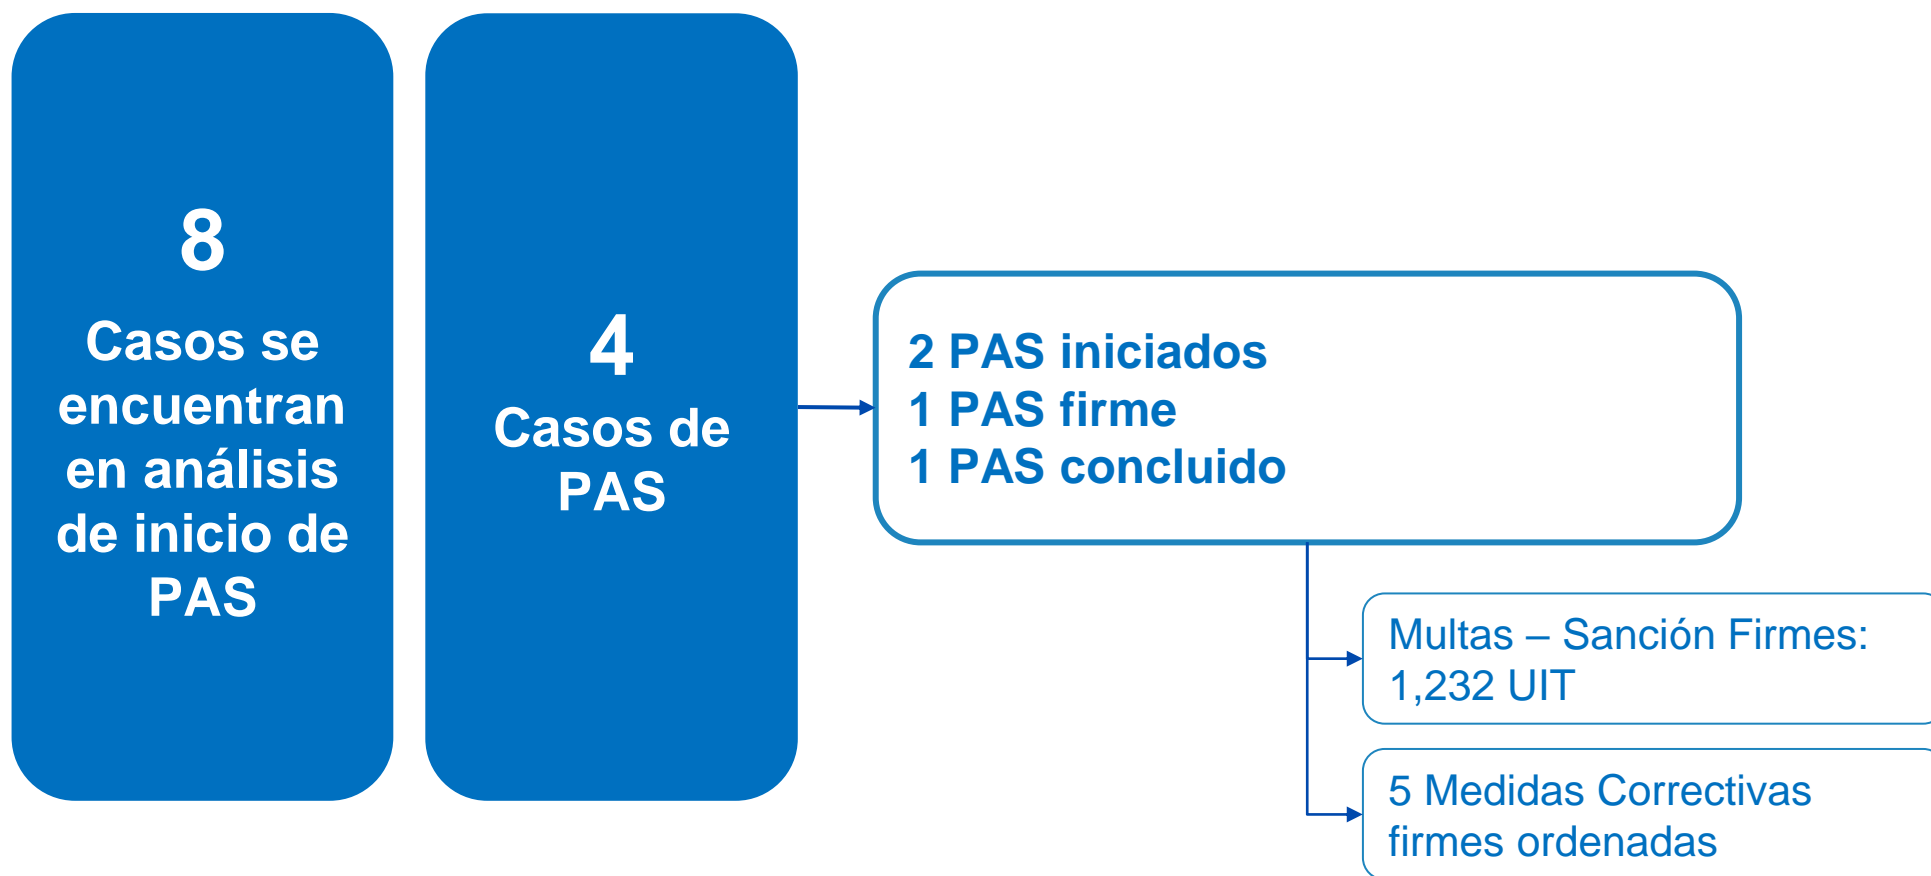 8
Casos se
encuentran
en análisis
de inicio de
PAS
4
Casos de
PAS
2 PAS iniciados
1 PAS firme
1 PAS concluido
Multas – Sanción Firmes:
1,232 UIT
5 Medidas Correctivas
firmes ordenadas